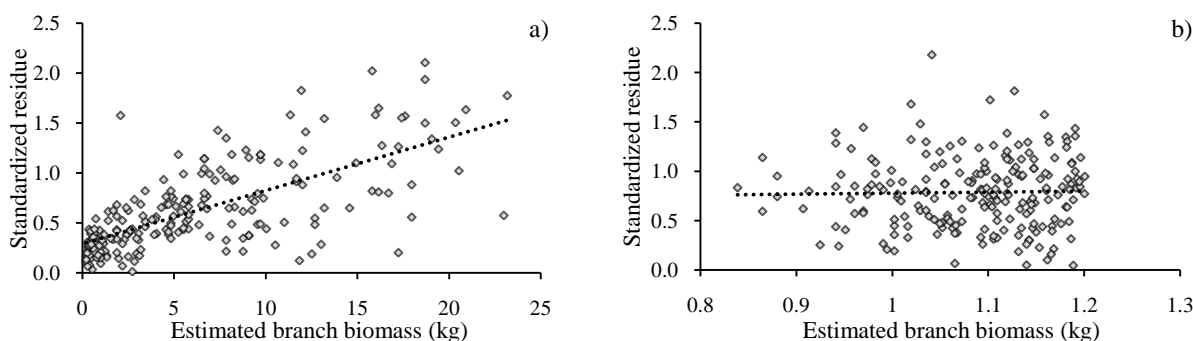 a)
Standardized residue
2.5
2.0
1.5
1.0
0.5
0.0
0 5 10 15 20 25
Estimated branch biomass (kg)
b)
Standardized residue
2.5
2.0
1.5
1.0
0.5
0.0
0.8 0.9 1 1.1 1.2 1.3
Estimated branch biomass (kg)